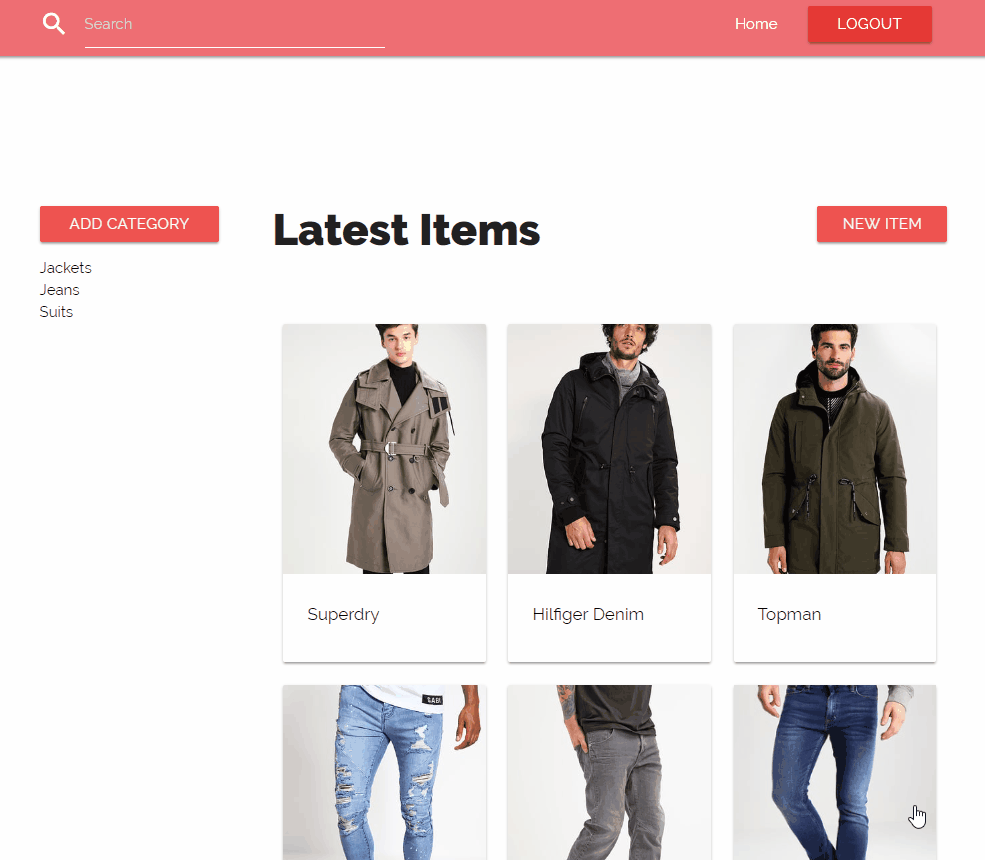 Search
Home
LOGOUT
ADD CATEGORY
Latest Items
NEW ITEM
Jackets
Jeans
Suits
Superdry
Hilfiger Denim
Topman